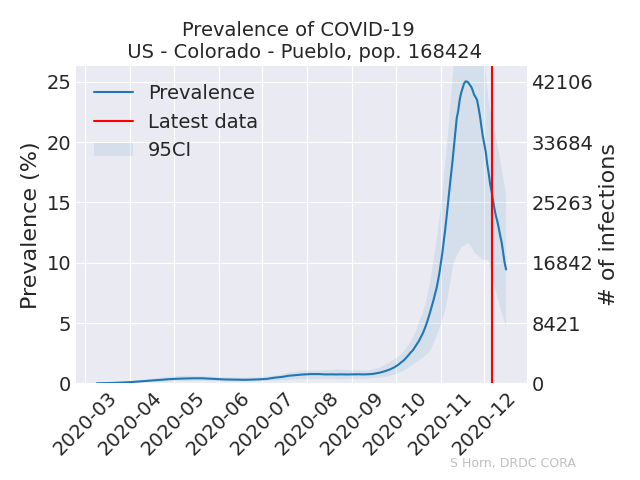 Prevalence of COVID-19
US - Colorado - Pueblo, pop. 168424
Prevalence
Latest data
95CI
Prevalence (%)
25
20
15
10
5
0
42106
33684
25263
16842
8421
0
# of infections
2020-03
2020-04
2020-05
2020-06
2020-07
2020-08
2020-09
2020-10
2020-11
2020-12
S Horn, DRDC CORA